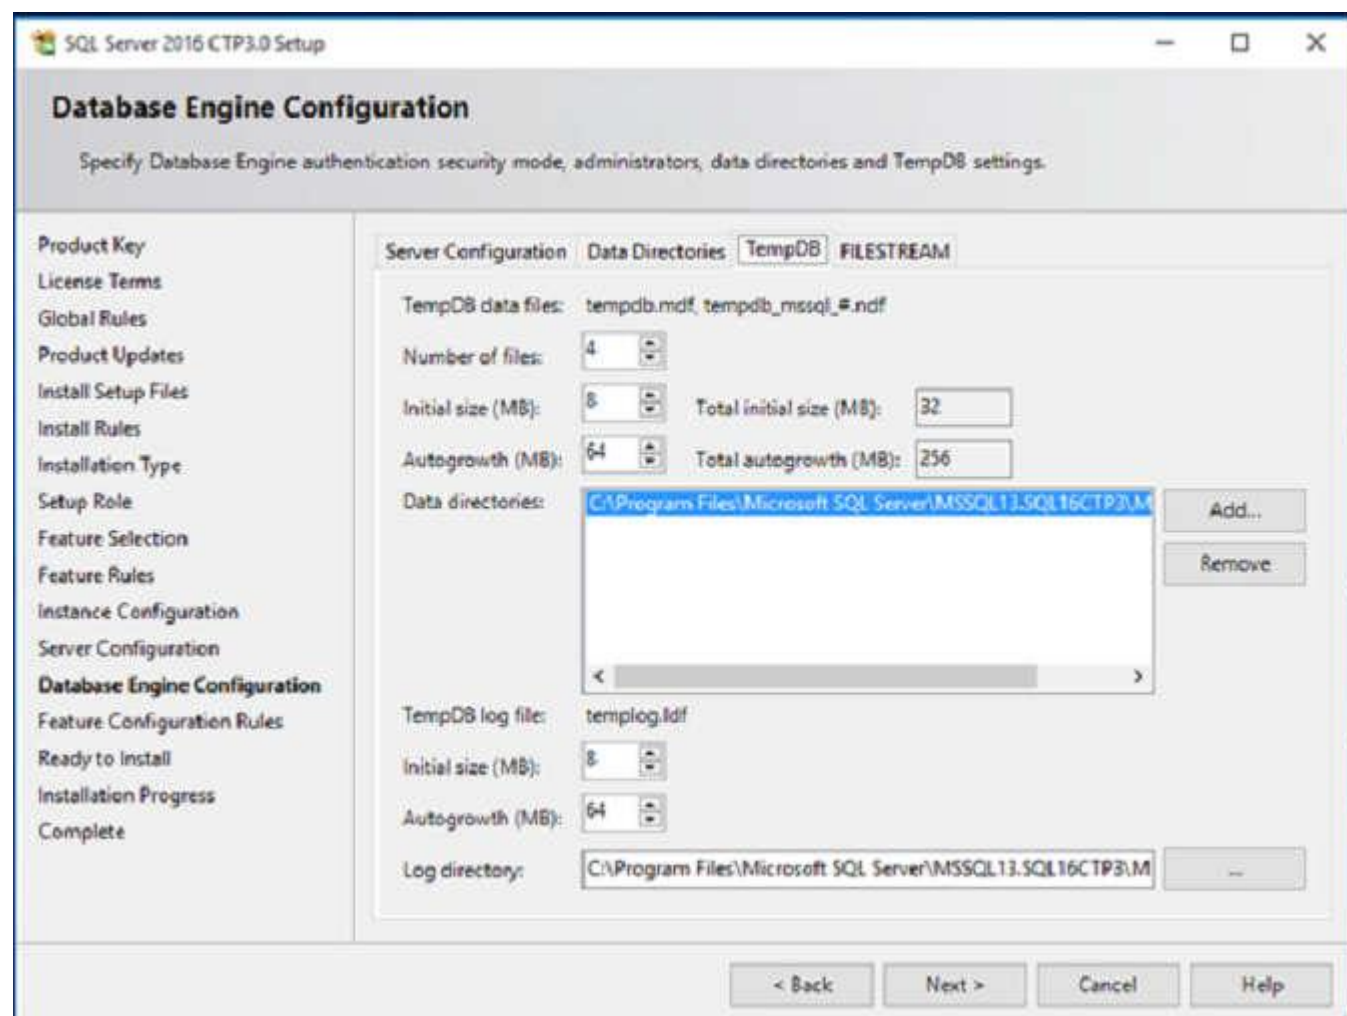 SQL Server 2016 CTP3.0 Setup
Database Engine Configuration
Specify Database Engine authentication security mode, administrators, data directories and TempDB settings.
Product Key
License Terms
Global Rules
Product Updates
Install Setup Files
Install Rules
Installation Type
Setup Role
Feature Selection
Feature Rules
Instance Configuration
Server Configuration
Database Engine Configuration
Feature Configuration Rules
Ready to Install
Installation Progress
Complete
Server Configuration Data Directories TempDB FILESTREAM
TempDB data files: tempdb.mdf, tempdb_mssql_#.ndf
Number of files: 4
Initial size (MB): 8 Total initial size (MB): 32
Autogrowth (MB): 64 Total autogrowth (MB): 256
Data directories: C:\Program Files\Microsoft SQL Server\MSSQL13.SQL16CTP3\M Add...
Remove
TempDB log file: templog.ldf
Initial size (MB): 8
Autogrowth (MB): 64
Log directory: C:\Program Files\Microsoft SQL Server\MSSQL13.SQL16CTP3\M ...
< Back Next > Cancel Help